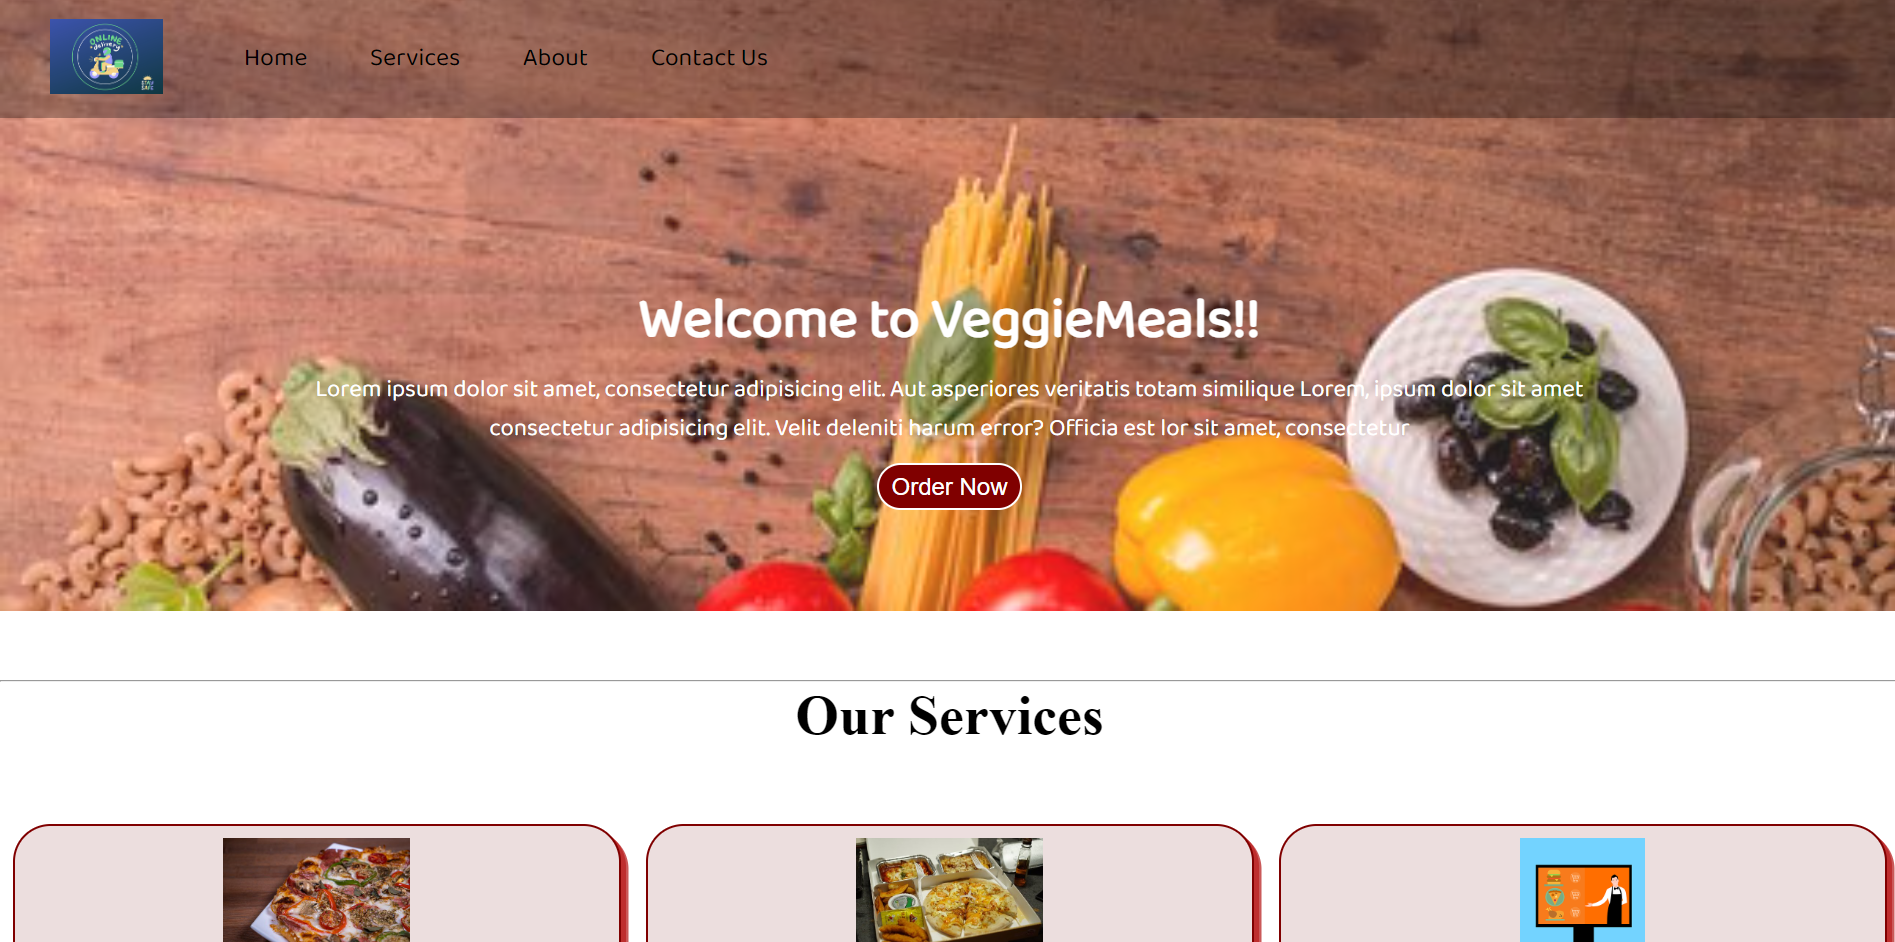 ONLINE
delivery
STAY
SAFE
Home Services About Contact Us
Welcome to VeggieMeals!!
Lorem ipsum dolor sit amet, consectetur adipisicing elit. Aut asperiores veritatis totam similique Lorem, ipsum dolor sit amet
consectetur adipisicing elit. Velit deleniti harum error? Officia est lor sit amet, consectetur
Order Now
Our Services